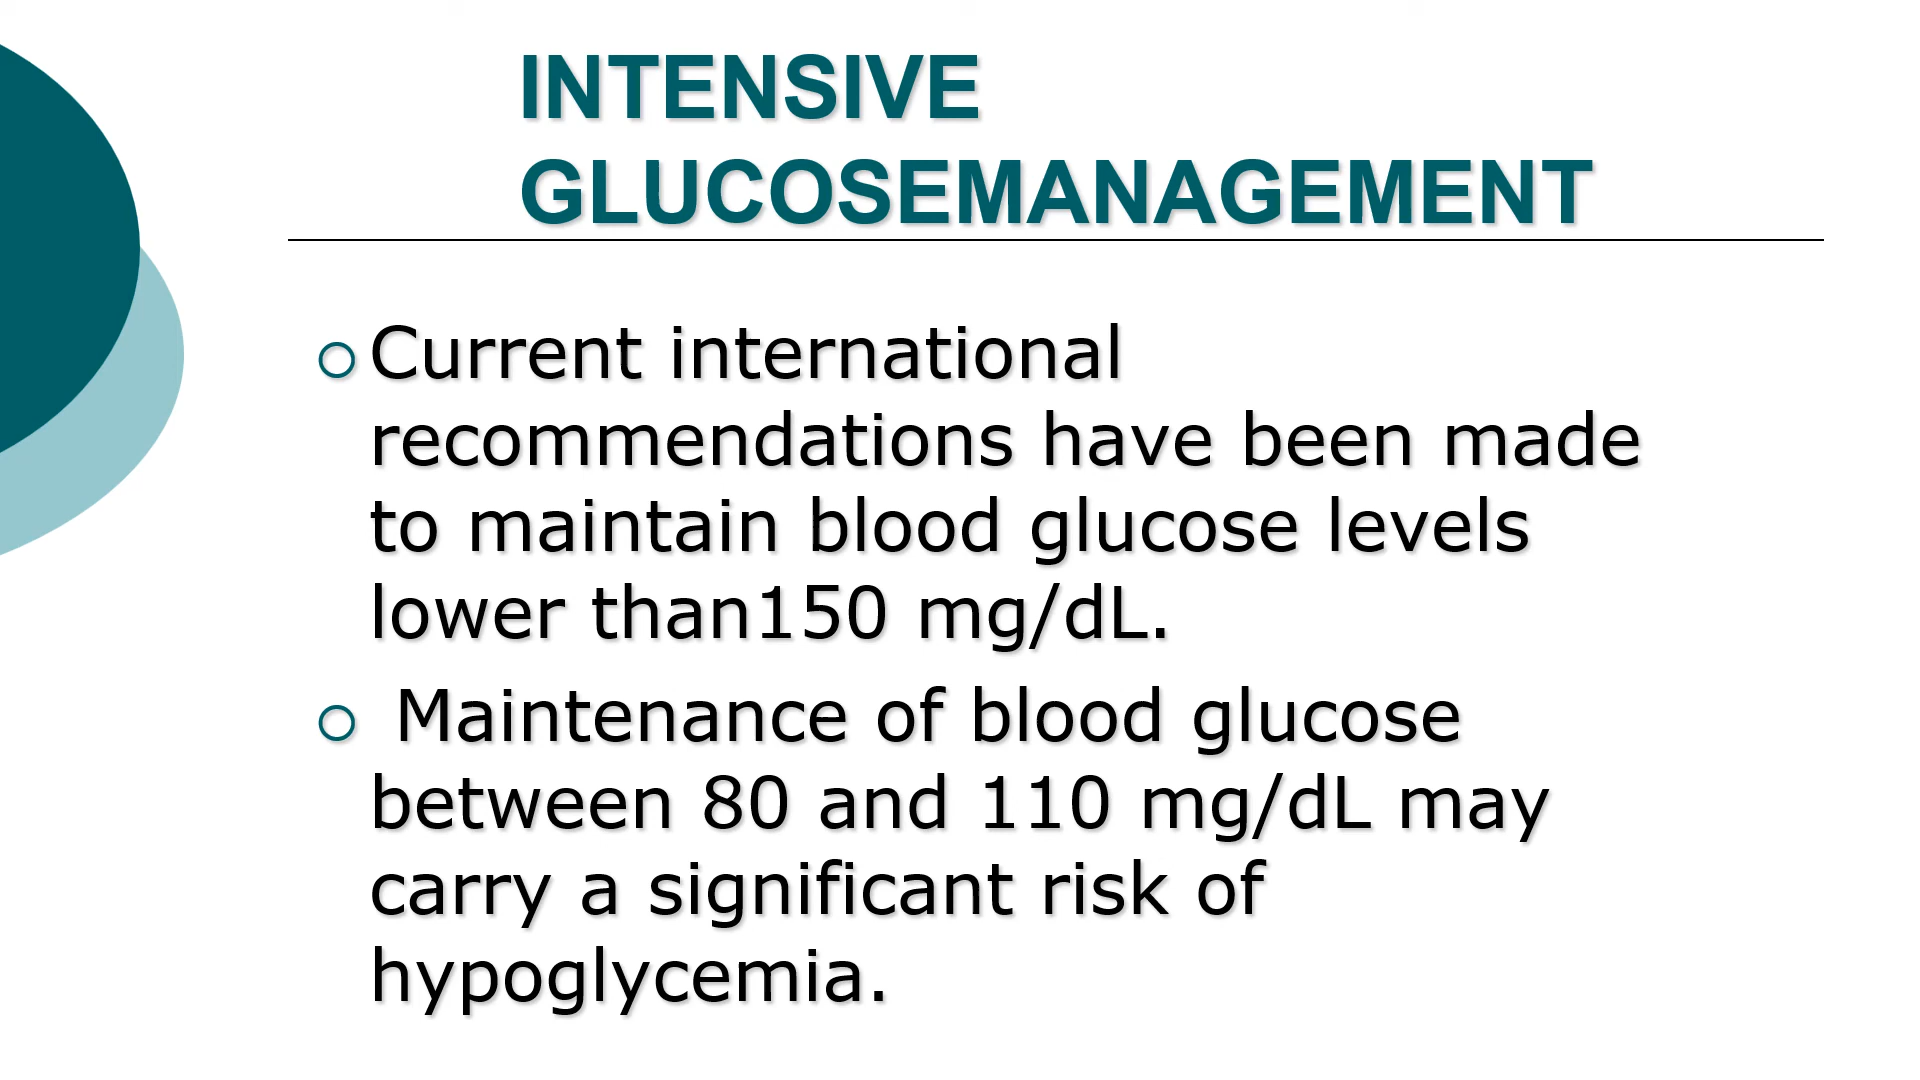 INTENSIVE
GLUCOSEMANAGEMENT
Current international
recommendations have been made
to maintain blood glucose levels
lower than150 mg/dL.
Maintenance of blood glucose
between 80 and 110 mg/dL may
carry a significant risk of
hypoglycemia.